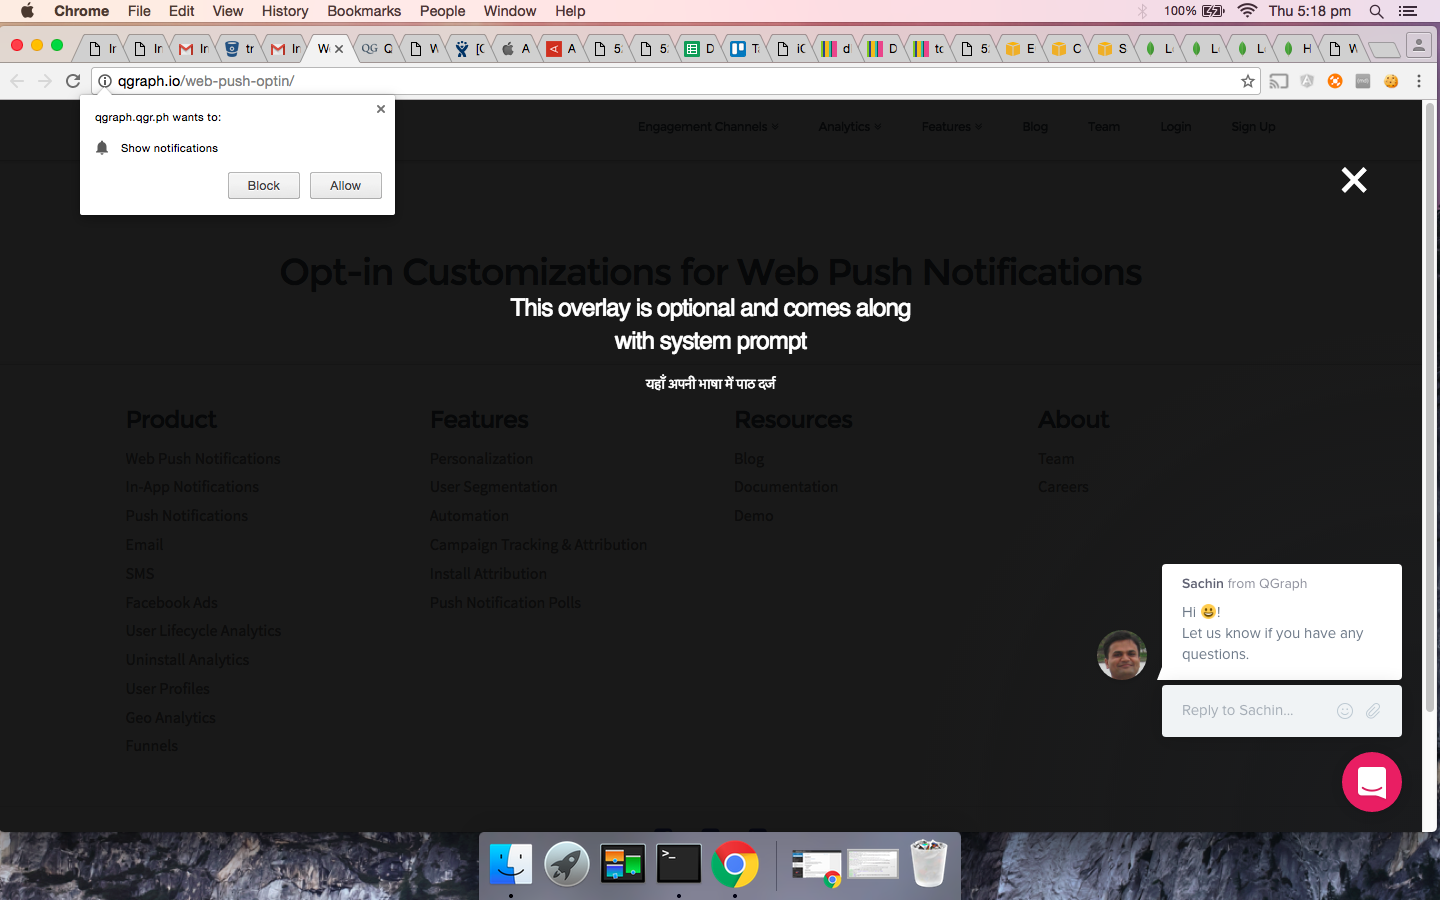 Chrome File Edit View History Bookmarks People Window Help 100% Thu 5:18 pm
qgraph.io/web-push-optin/
qgraph.qgr.ph wants to:
Show notifications
Block Allow
Engagement Channels Analytics Features Blog Team Login Sign Up
Opt-in Customizations for Web Push Notifications
This overlay is optional and comes along
with system prompt
यहाँ अपनी भाषा में पाठ दर्ज
Product
Web Push Notifications
In-App Notifications
Push Notifications
Email
SMS
Facebook Ads
User Lifecycle Analytics
Uninstall Analytics
User Profiles
Geo Analytics
Funnels
Features
Personalization
User Segmentation
Automation
Campaign Tracking & Attribution
Install Attribution
Push Notification Polls
Resources
Blog
Documentation
Demo
About
Team
Careers
Sachin from QGraph
Hi 😃!
Let us know if you have any
questions.
Reply to Sachin...